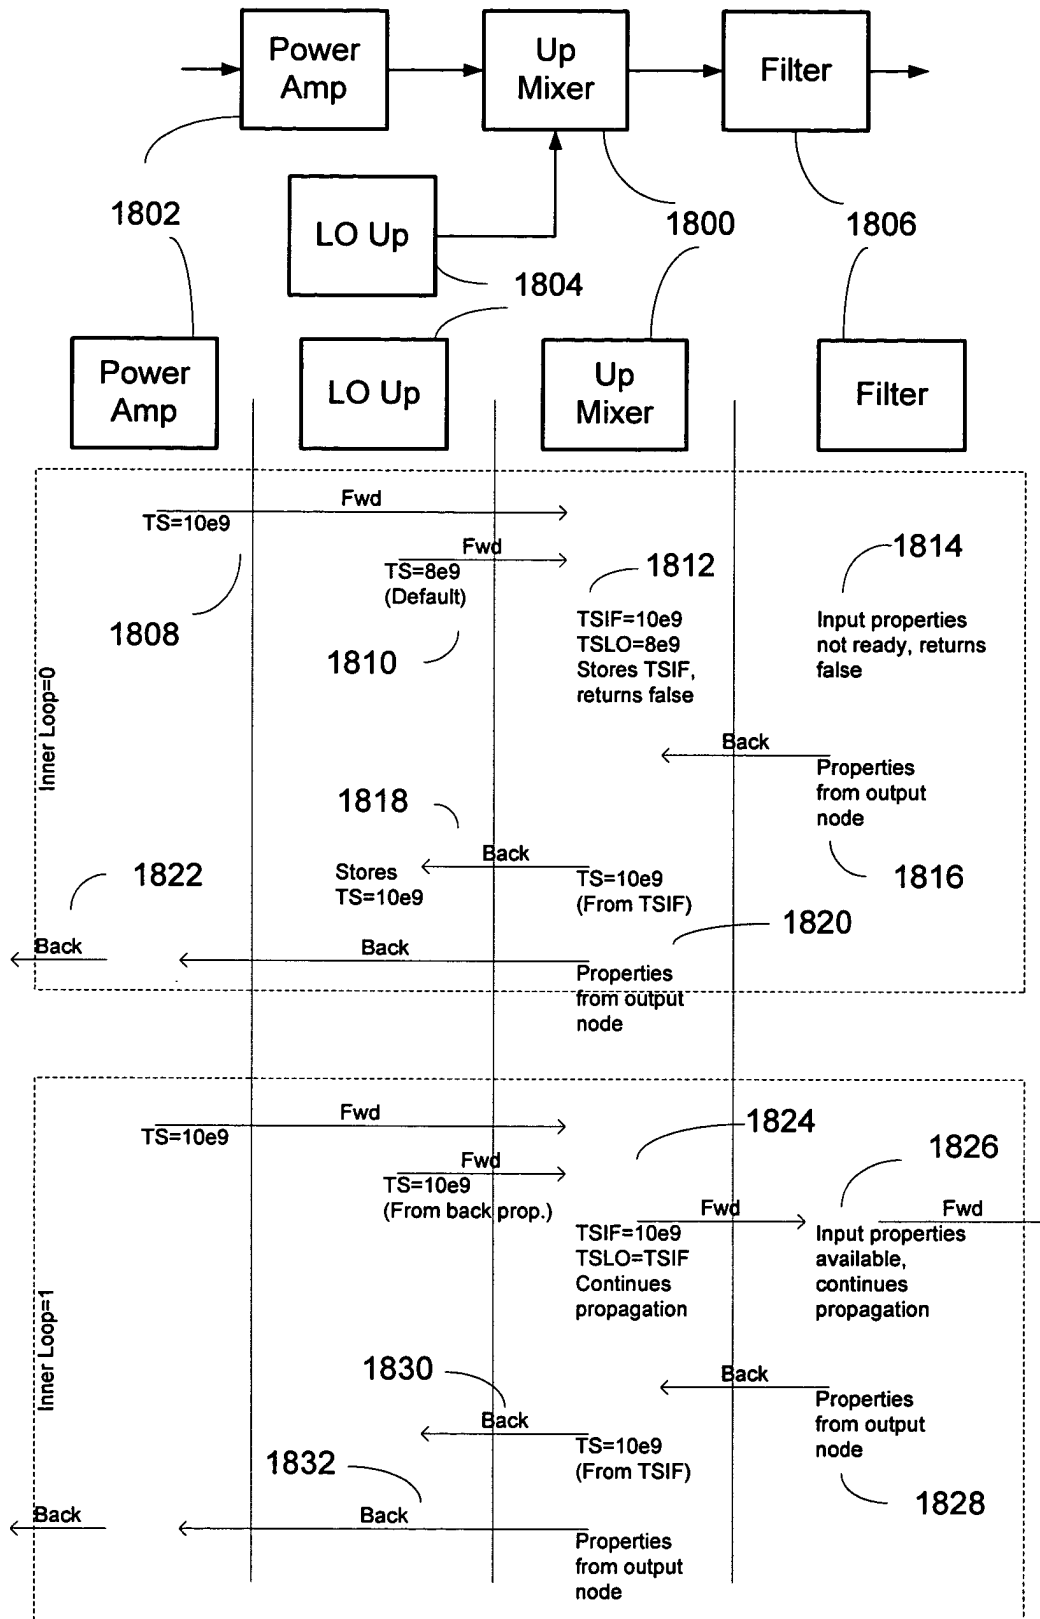 Power
Amp
Up
Mixer
Filter
LO Up
1802
1800
1806
1804
Power
Amp
LO Up
Up
Mixer
Filter
Inner Loop=0
Fwd
TS=10e9
Fwd
TS=8e9
(Default)
1808
1810
1812
TSIF=10e9
TSLO=8e9
Stores TSIF,
returns false
1814
Input properties
not ready, returns
false
Back
Properties
from output
node
1816
1818
Back
Stores
TS=10e9
TS=10e9
(From TSIF)
1822
1820
Back
Back
Properties
from output
node
Inner Loop=1
Fwd
TS=10e9
Fwd
TS=10e9
(From back prop.)
1824
TSIF=10e9
TSLO=TSIF
Continues
propagation
Fwd
1826
Fwd
Input properties
available,
continues
propagation
Back
Properties
from output
node
1828
1830
Back
TS=10e9
(From TSIF)
1832
Back
Back
Properties
from output
node